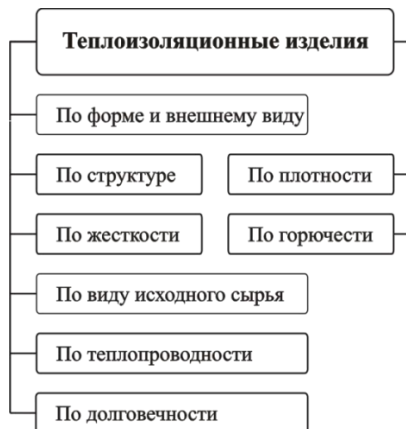 Теплоизоляционные изделия
По форме и внешнему виду
По структуре
По плотности
По жесткости
По горючести
По виду исходного сырья
По теплопроводности
По долговечности